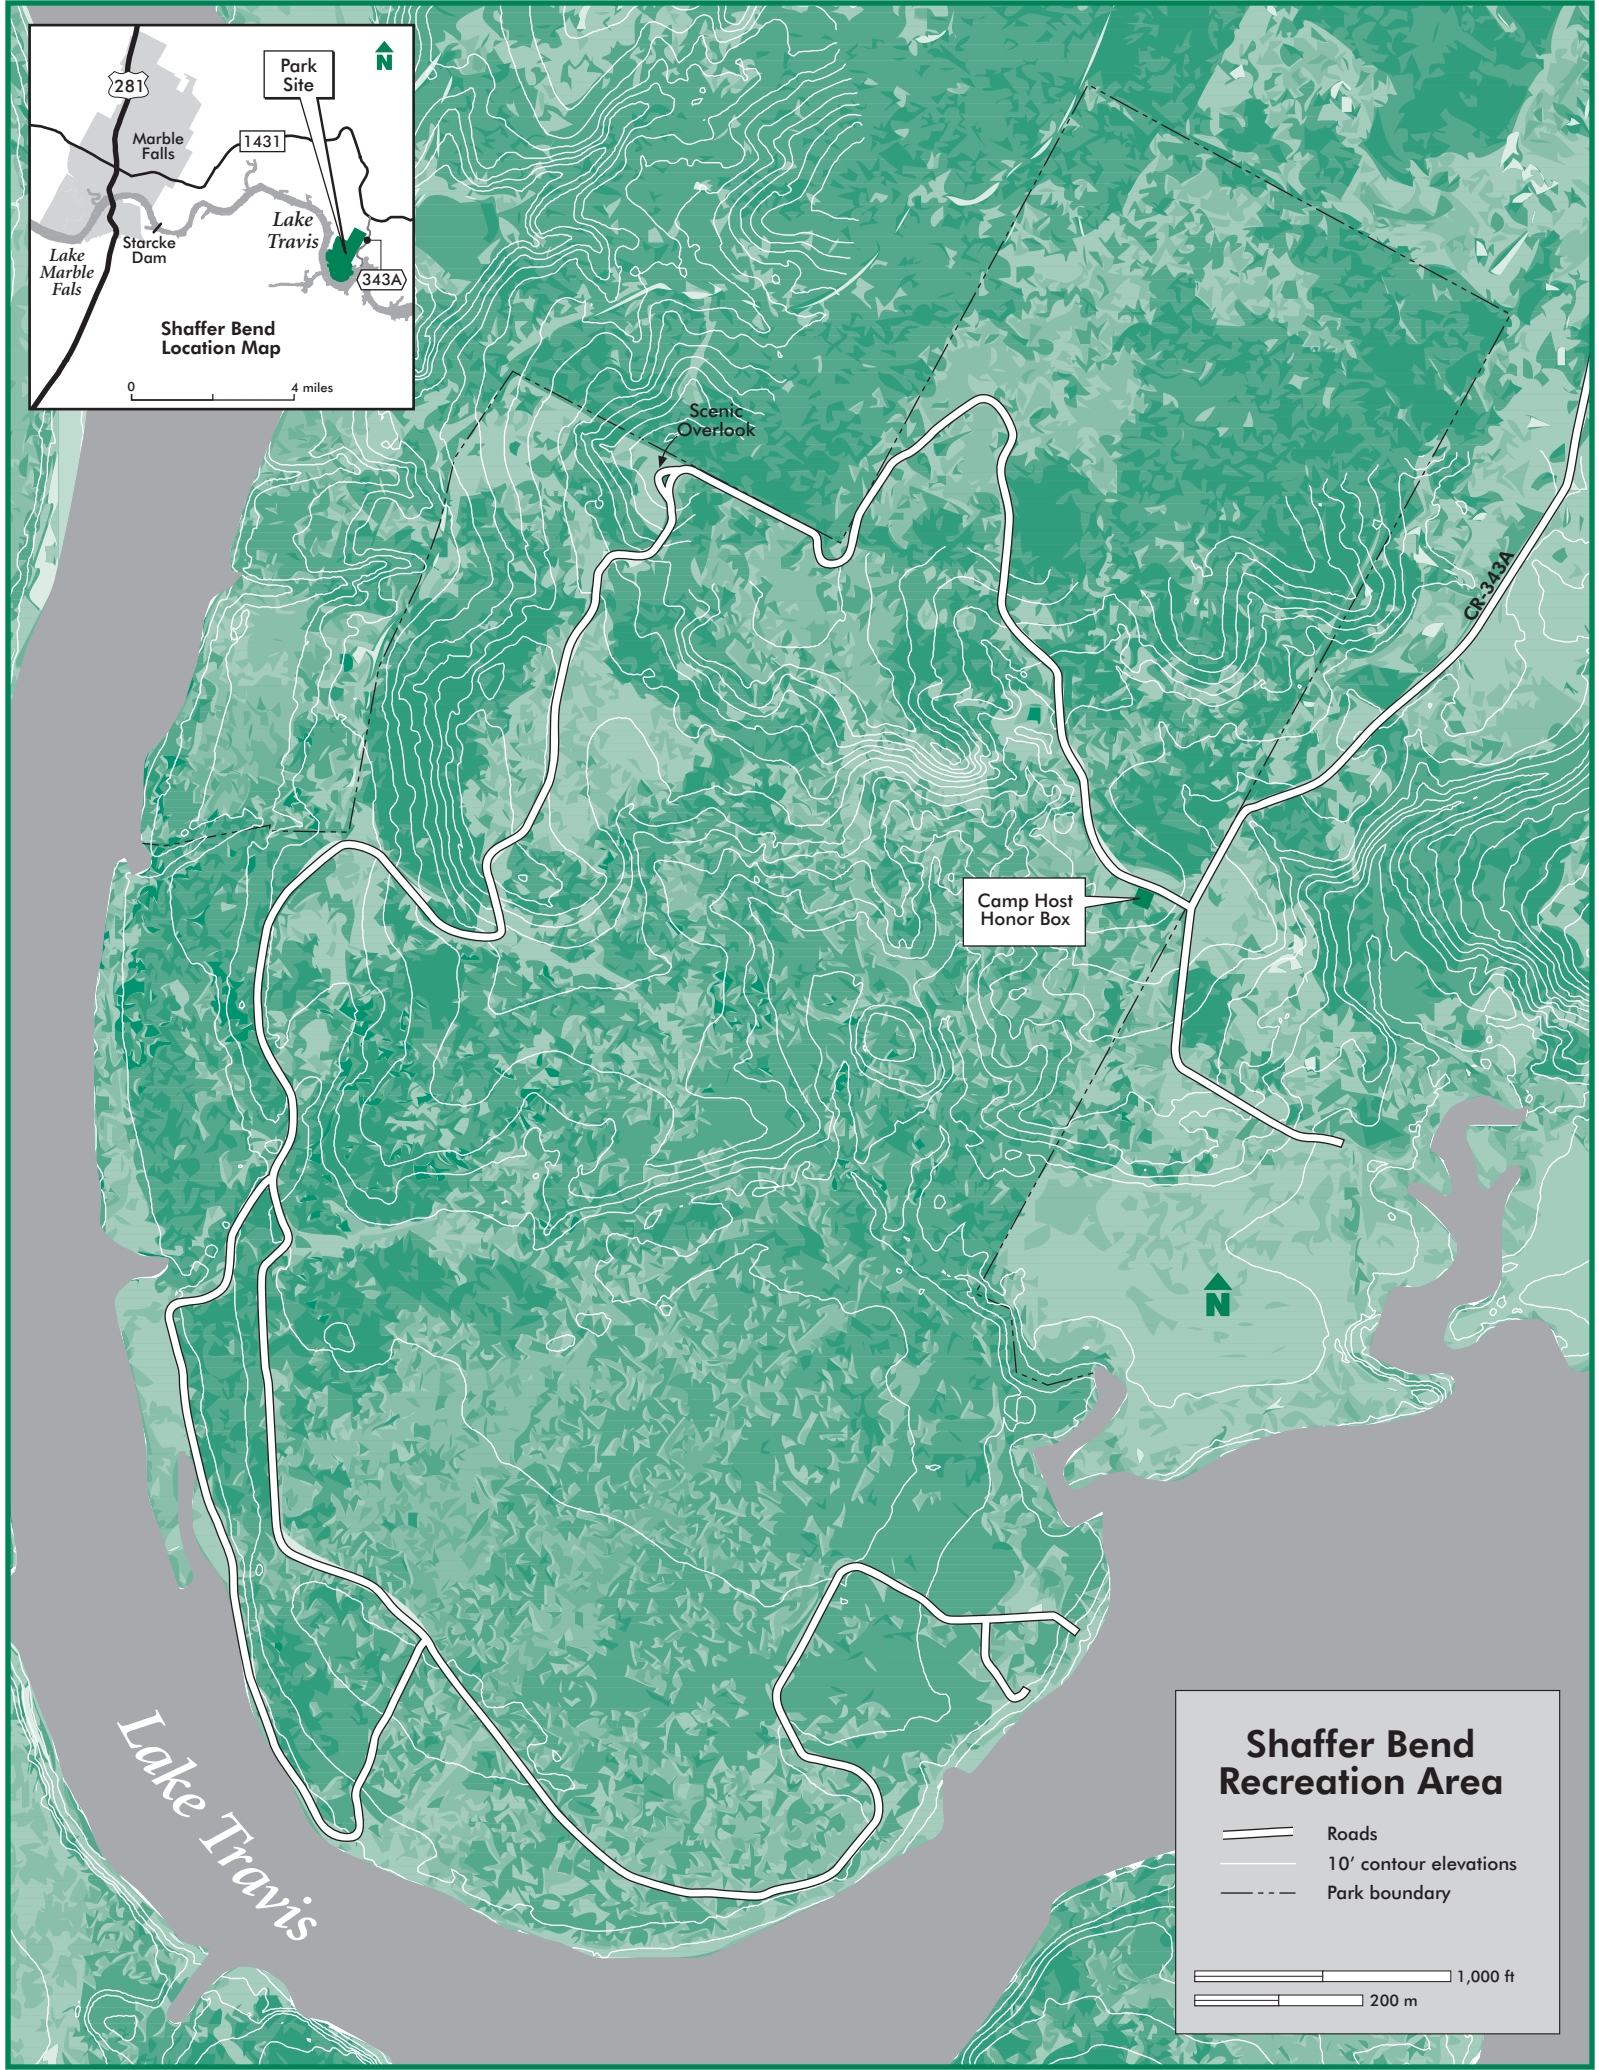 281
Park
Site
N
Marble
Falls
1431
Lake
Travis
Starcke
Dam
Lake
Marble
Fals
343A
Shaffer Bend
Location Map
0
4 miles
Scenic
Overlook
CR-343A
Camp Host
Honor Box
N
Lake Travis
Shaffer Bend
Recreation Area
Roads
10' contour elevations
Park boundary
1,000 ft
200 m